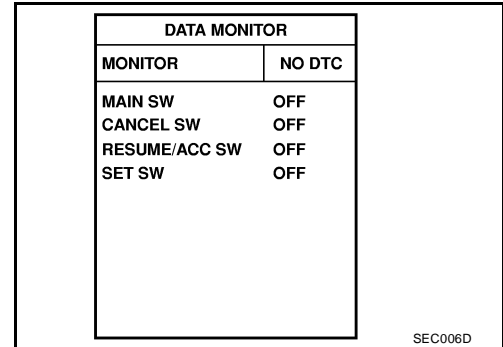 DATA MONITOR
MONITOR NO DTC
MAIN SW OFF
CANCEL SW OFF
RESUME/ACC SW OFF
SET SW OFF
SEC006D